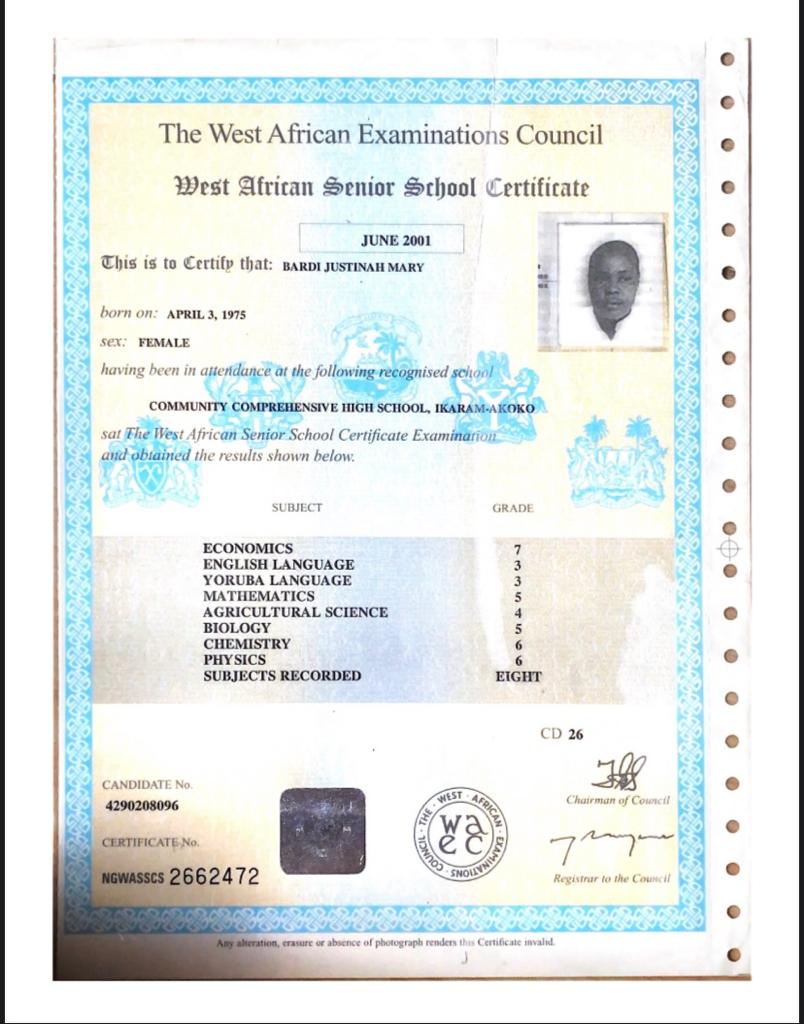 The West African Examinations Council
West African Senior School Certificate
JUNE 2001
This is to Certify that: BARDI JUSTINAH MARY
born on: APRIL 3, 1975
sex: FEMALE
having been in attendance at the following recognised school
COMMUNITY COMPREHENSIVE HIGH SCHOOL, IKARAM-AKOKO
sat The West African Senior School Certificate Examination
and obtained the results shown below.
SUBJECT GRADE
ECONOMICS 7
ENGLISH LANGUAGE 3
YORUBA LANGUAGE 3
MATHEMATICS 5
AGRICULTURAL SCIENCE 4
BIOLOGY 5
CHEMISTRY 6
PHYSICS 6
SUBJECTS RECORDED EIGHT
CD 26
CANDIDATE No.
4290208096
Chairman of Council
CERTIFICATE No.
NGWASSCS 2662472
THE · WEST · AFRICAN · EXAMINATIONS · COUNCIL ·
wa
ec
Registrar to the Council
Any alteration, erasure or absence of photograph renders this Certificate invalid.